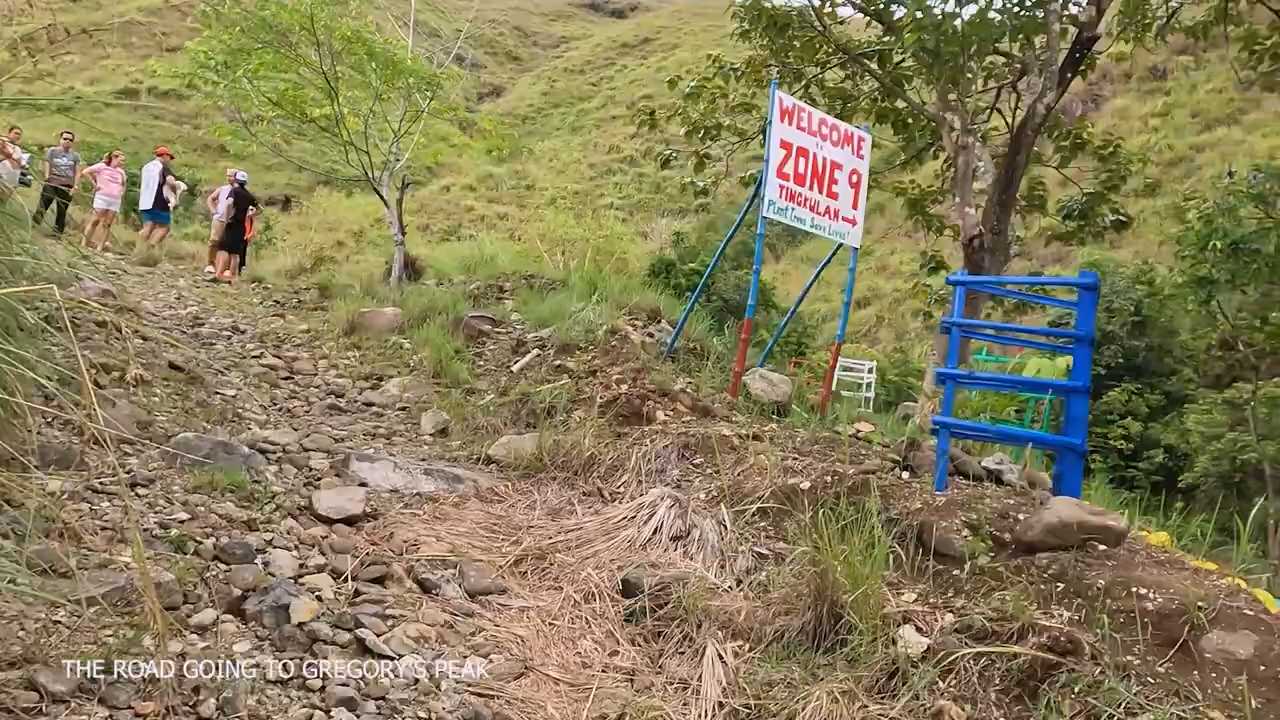 WELCOME
to
ZONE 9
TINGKULAN →
Plant Trees Save Lives!
THE ROAD GOING TO GREGORY'S PEAK